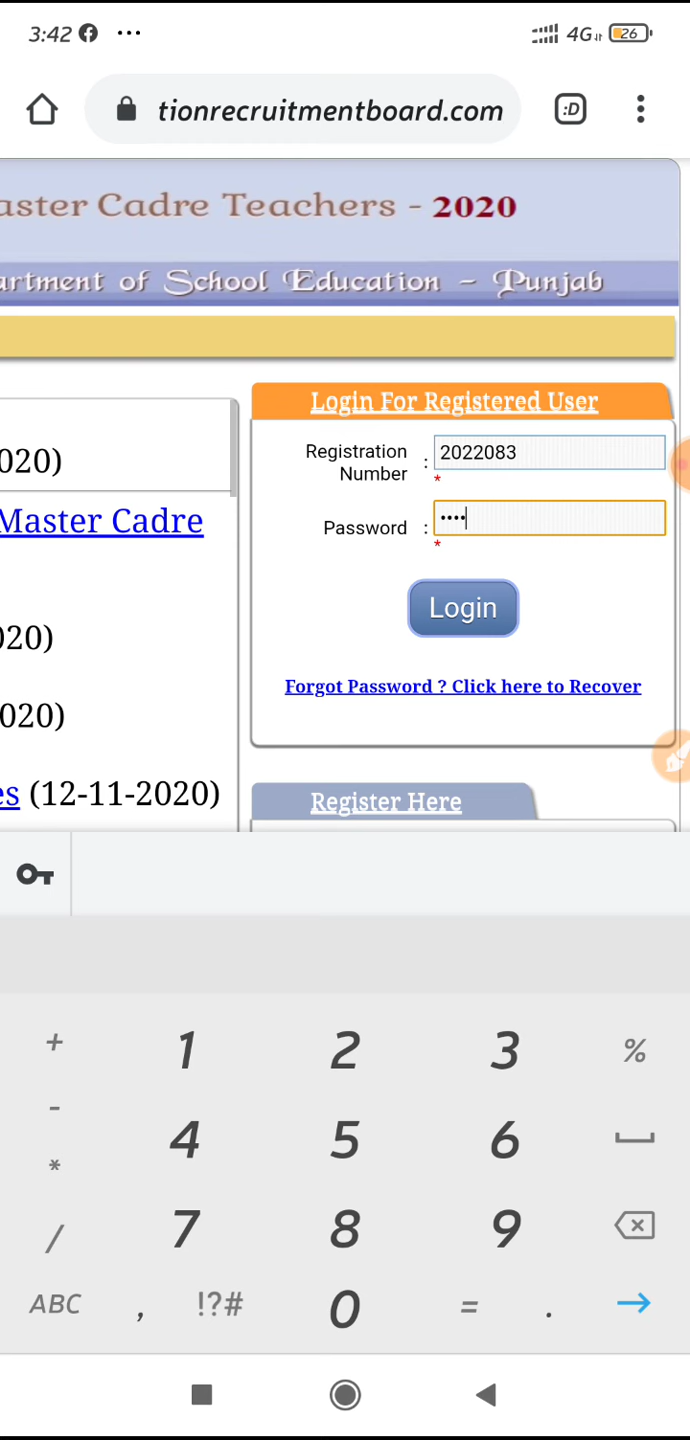 3:42 ... 4G 26
tionrecruitmentboard.com :D
aster Cadre Teachers - 2020
artment of School Education - Punjab
Login For Registered User
020)
Registration Number : 2022083
*
Master Cadre
Password : ••••
*
Login
020)
Forgot Password ? Click here to Recover
020)
es (12-11-2020)
Register Here
+ 1 2 3 %
-
4 5 6
*
7 8 9
/
ABC , !?# 0 = . →